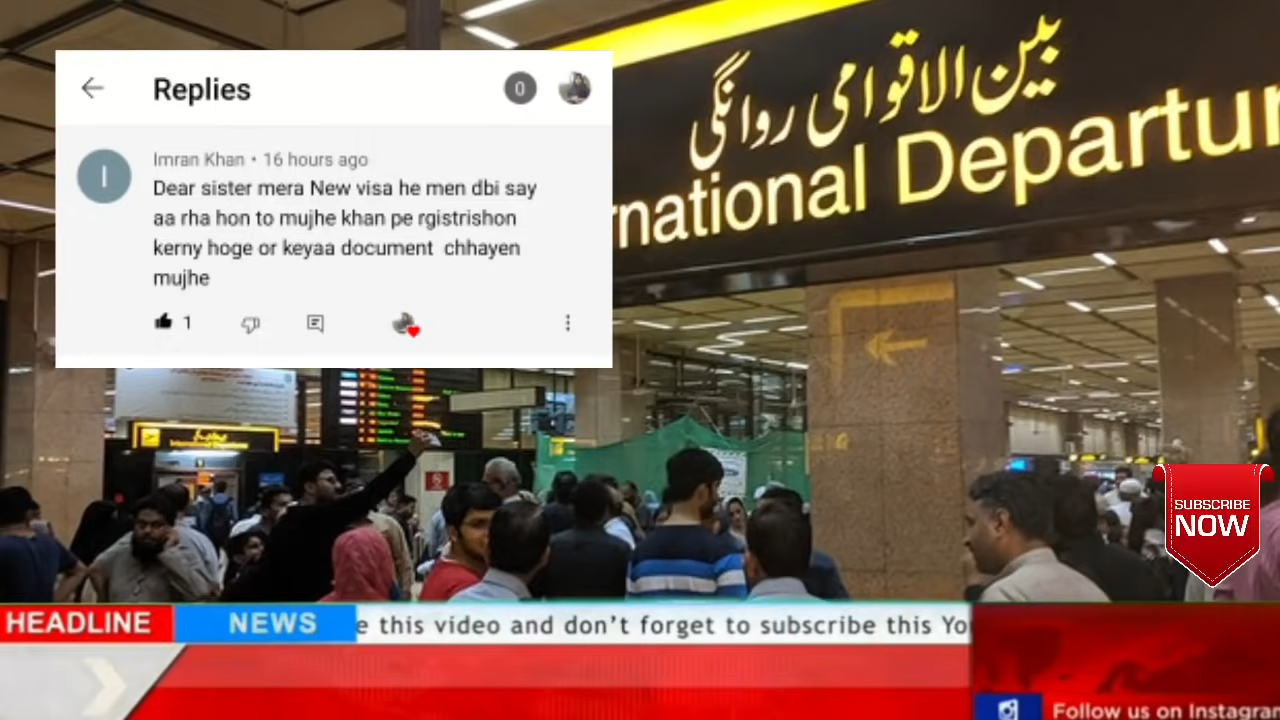 Replies
0
I
Imran Khan • 16 hours ago
Dear sister mera New visa he men dbi say
aa rha hon to mujhe khan pe rgistrishon
kerny hoge or keyaa document chhayen
mujhe
1
بین الاقوامی روانگی
rnational Departur
SUBSCRIBE
NOW
HEADLINE
NEWS
e this video and don't forget to subscribe this Yo
Follow us on Instagram